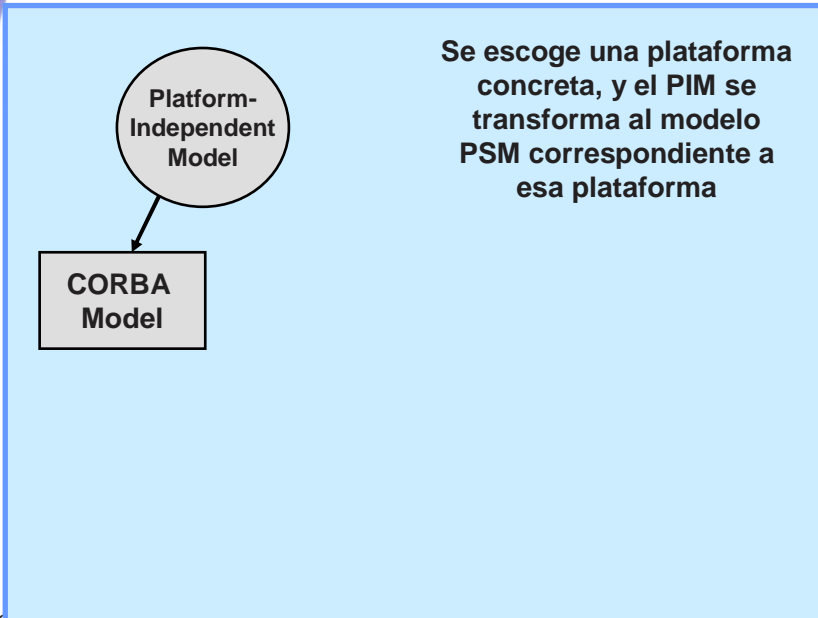 Platform-
Independent
Model
Se escoge una plataforma
concreta, y el PIM se
transforma al modelo
PSM correspondiente a
esa plataforma
CORBA
Model